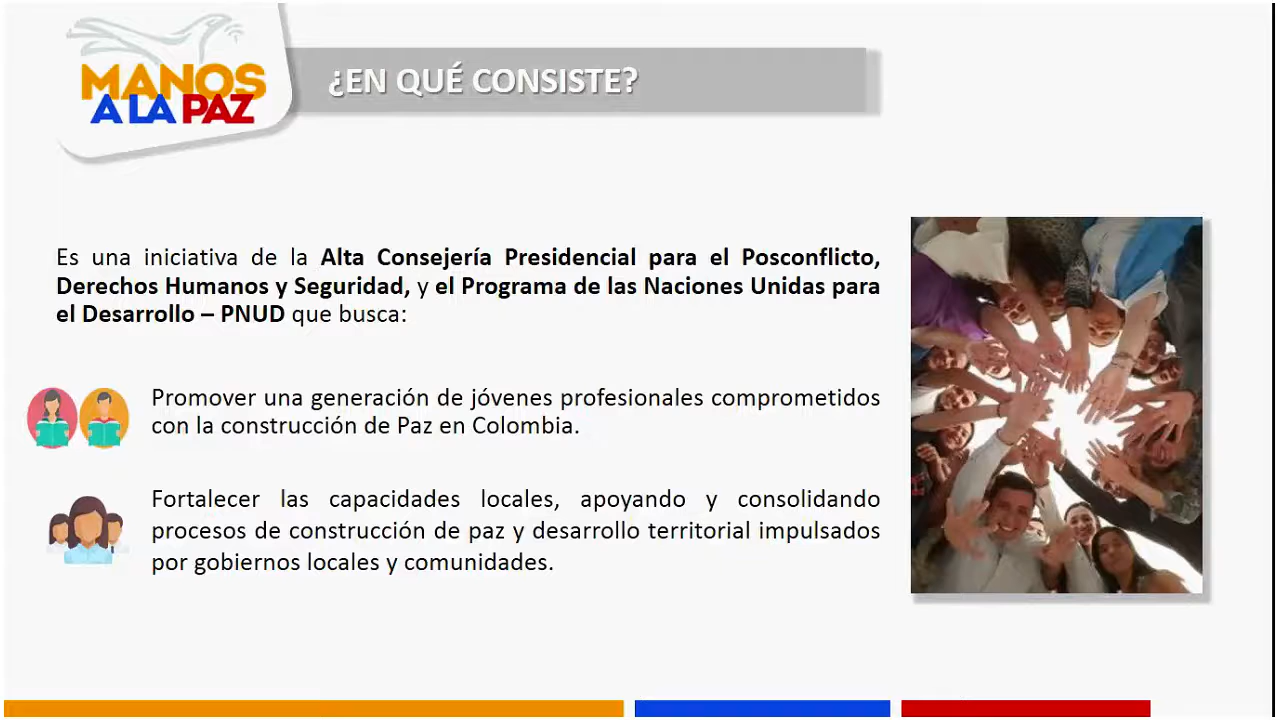 MANOS
A LA PAZ
¿EN QUÉ CONSISTE?
Es una iniciativa de la Alta Consejería Presidencial para el Posconflicto,
Derechos Humanos y Seguridad, y el Programa de las Naciones Unidas para
el Desarrollo – PNUD que busca:
Promover una generación de jóvenes profesionales comprometidos
con la construcción de Paz en Colombia.
Fortalecer las capacidades locales, apoyando y consolidando
procesos de construcción de paz y desarrollo territorial impulsados
por gobiernos locales y comunidades.